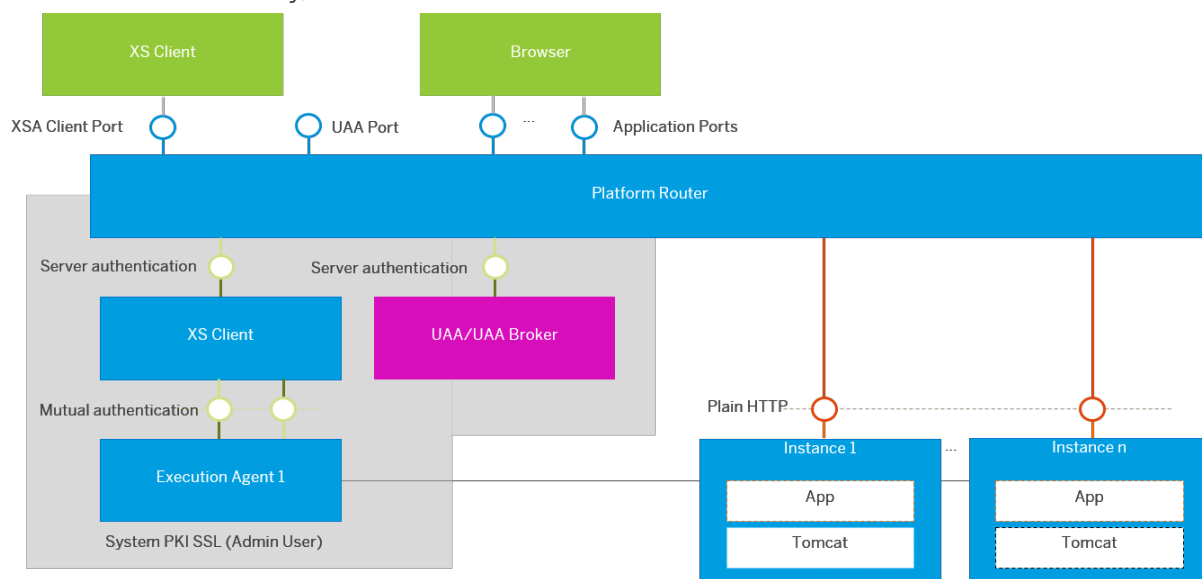 XS Client
Browser
XSA Client Port
UAA Port
...
Application Ports
Platform Router
Server authentication
Server authentication
XS Client
UAA/UAA Broker
Mutual authentication
Plain HTTP
Execution Agent 1
Instance 1
...
Instance n
App
App
Tomcat
Tomcat
System PKI SSL (Admin User)